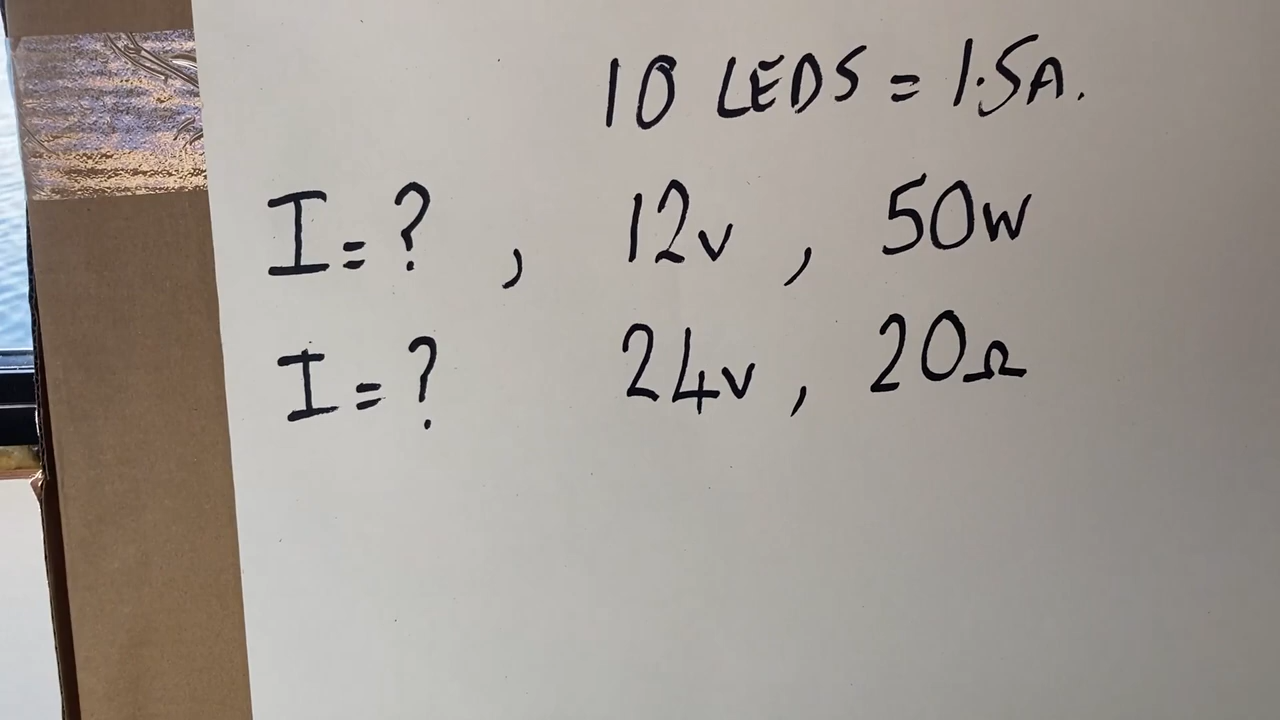 10 LEDS = 1.5A.
I=?, 12v, 50W
I=? 24v, 20Ω